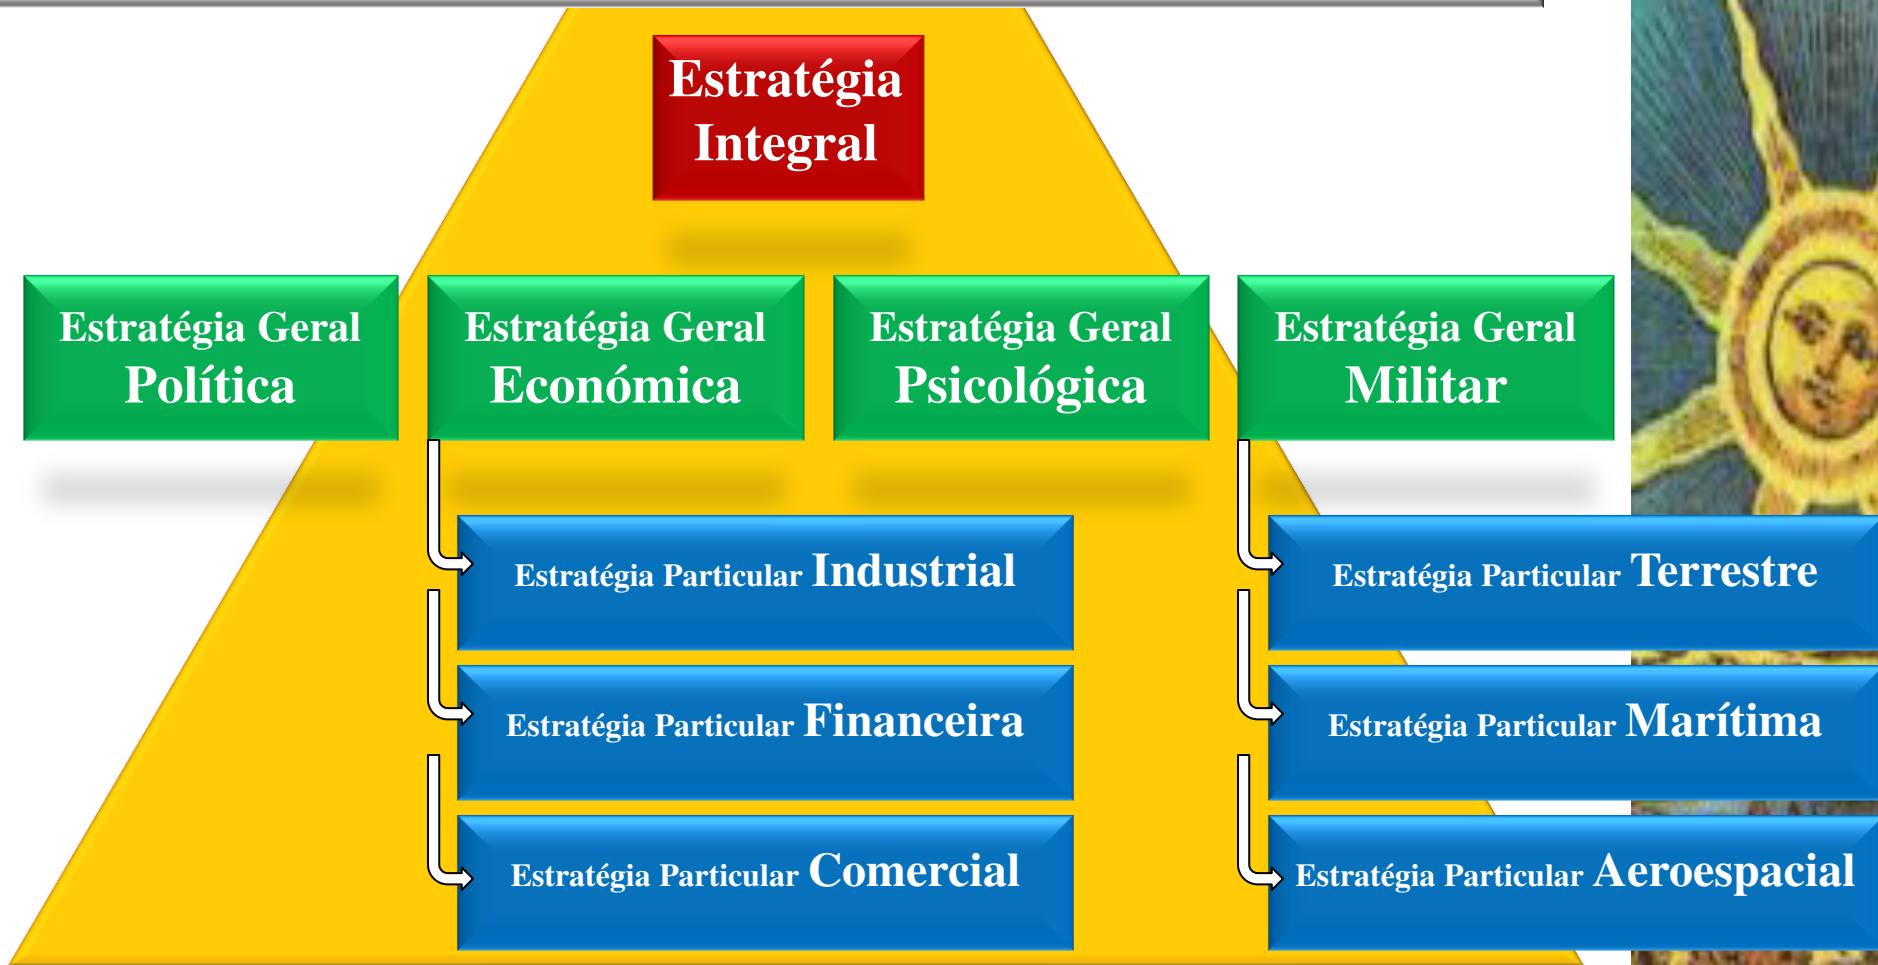 Estratégia
Integral
Estratégia Geral
Política
Estratégia Geral
Económica
Estratégia Geral
Psicológica
Estratégia Geral
Militar
Estratégia Particular Industrial
Estratégia Particular Financeira
Estratégia Particular Comercial
Estratégia Particular Terrestre
Estratégia Particular Marítima
Estratégia Particular Aeroespacial